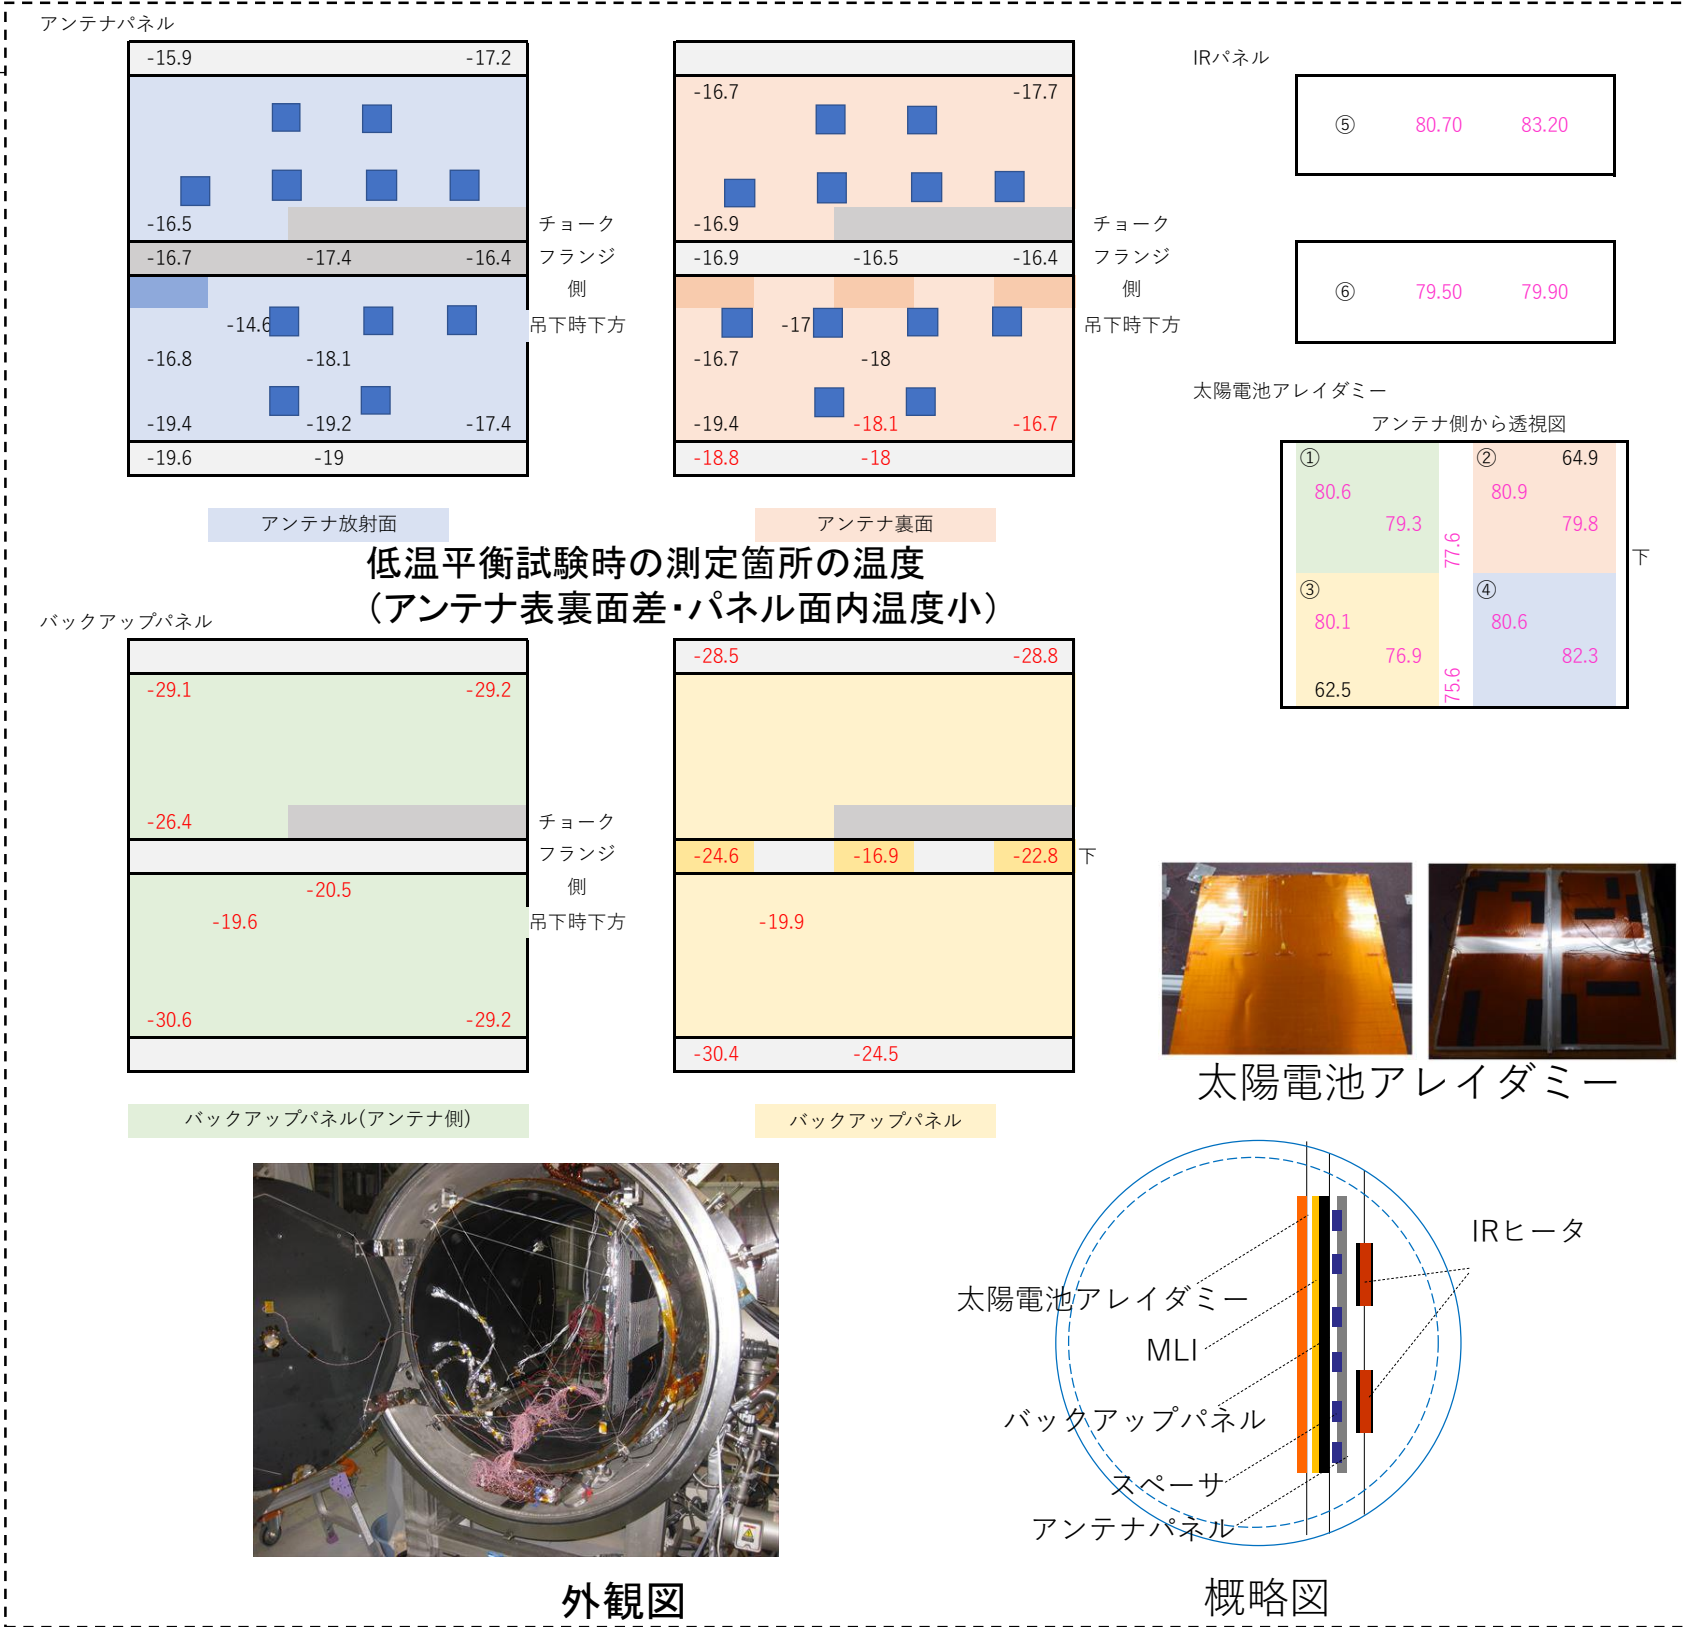 アンテナパネル
-15.9 -17.2
-16.5
-16.7 -17.4 -16.4
-14.6
-16.8 -18.1
-19.4 -19.2 -17.4
-19.6 -19
チョーク
フランジ
側
吊下時下方
アンテナ放射面
-16.7 -17.7
-16.9
-16.9 -16.5 -16.4
-17
-16.7 -18
-19.4 -18.1 -16.7
-18.8 -18
チョーク
フランジ
側
吊下時下方
アンテナ裏面
IRパネル
⑤ 80.70 83.20
⑥ 79.50 79.90
太陽電池アレイダミー
アンテナ側から透視図
① ② 64.9
80.6 80.9
79.3 79.8
77.6
下
③ ④
80.1 80.6
76.9 82.3
75.6
62.5
低温平衡試験時の測定箇所の温度
（アンテナ表裏面差・パネル面内温度小）
バックアップパネル
-29.1 -29.2
-26.4
-20.5
-19.6
-30.6 -29.2
チョーク
フランジ
側
吊下時下方
バックアップパネル(アンテナ側)
-28.5 -28.8
-24.6 -16.9 -22.8
下
-19.9
-30.4 -24.5
バックアップパネル
太陽電池アレイダミー
外観図
IRヒータ
太陽電池アレイダミー
MLI
バックアップパネル
スペーサ
アンテナパネル
概略図